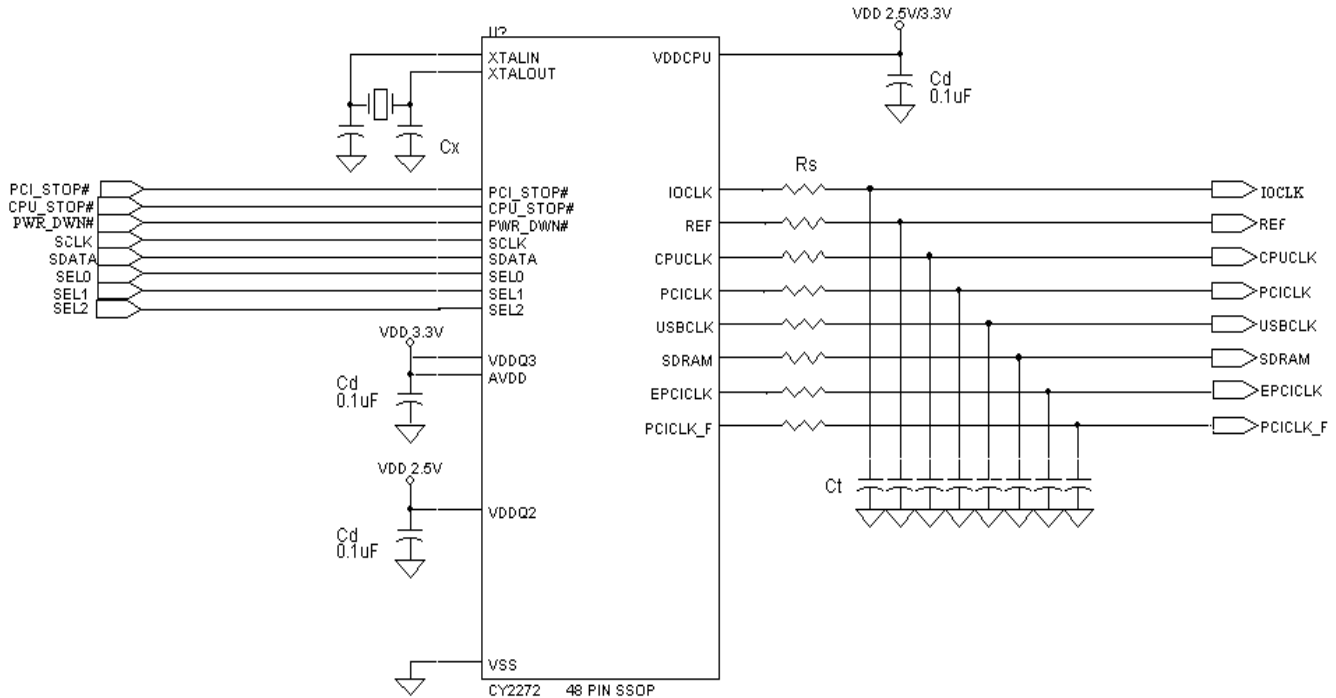 VDD 2.5V/3.3V
U?
XTALIN
XTALOUT
VDDCPU
Cd
0.1uF
Cx
Rs
PCI_STOP#
CPU_STOP#
PWR_DWN#
SCLK
SDATA
SEL0
SEL1
SEL2
PCI_STOP#
CPU_STOP#
PWR_DWN#
SCLK
SDATA
SEL0
SEL1
SEL2
IOCLK
REF
CPUCLK
PCICLK
USBCLK
SDRAM
EPCICLK
PCICLK_F
IOCLK
REF
CPUCLK
PCICLK
USBCLK
SDRAM
EPCICLK
PCICLK_F
VDD 3.3V
VDDQ3
AVDD
Cd
0.1uF
VDD 2.5V
VDDQ2
Cd
0.1uF
Ct
VSS
CY2272 48 PIN SSOP